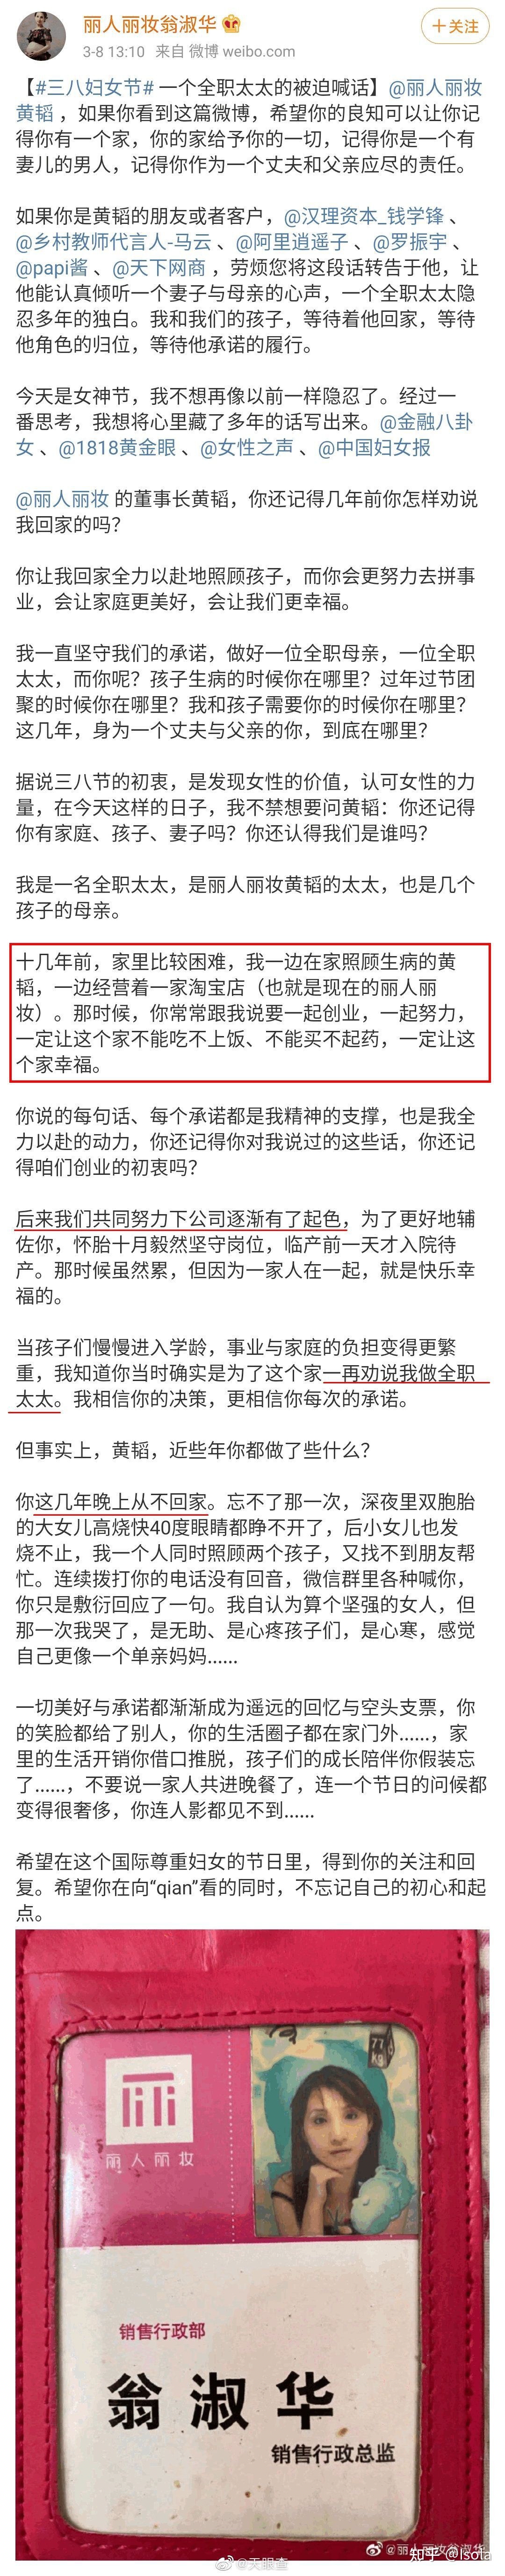 丽人丽妆翁淑华
3-8 13:10 来自 微博 weibo.com
+关注
【#三八妇女节# 一个全职太太的被迫喊话】@丽人丽妆
黄韬 ，如果你看到这篇微博，希望你的良知可以让你记
得你有一个家，你的家给予你的一切，记得你是一个有
妻儿的男人，记得你作为一个丈夫和父亲应尽的责任。
如果你是黄韬的朋友或者客户，@汉理资本_钱学锋 、
@乡村教师代言人-马云 、@阿里逍遥子 、@罗振宇 、
@papi酱 、@天下网商 ，劳烦您将这段话转告于他，让
他能认真倾听一个妻子与母亲的心声，一个全职太太隐
忍多年的独白。我和我们的孩子，等待着他回家，等待
他角色的归位，等待他承诺的履行。
今天是女神节，我不想再像以前一样隐忍了。经过一
番思考，我想将心里藏了多年的话写出来。@金融八卦
女 、@1818黄金眼 、@女性之声 、@中国妇女报
@丽人丽妆 的董事长黄韬，你还记得几年前你怎样劝说
我回家的吗？
你让我回家全力以赴地照顾孩子，而你会更努力去拼事
业，会让家庭更美好，会让我们更幸福。
我一直坚守我们的承诺，做好一位全职母亲，一位全职
太太，而你呢？孩子生病的时候你在哪里？过年过节团
聚的时候你在哪里？我和孩子需要你的时候你在哪里？
这几年，身为一个丈夫与父亲的你，到底在哪里？
据说三八节的初衷，是发现女性的价值，认可女性的力
量，在今天这样的日子，我不禁想要问黄韬：你还记得
你有家庭、孩子、妻子吗？你还认得我们是谁吗？
我是一名全职太太，是丽人丽妆黄韬的太太，也是几个
孩子的母亲。
十几年前，家里比较困难，我一边在家照顾生病的黄
韬，一边经营着一家淘宝店（也就是现在的丽人丽
妆）。那时候，你常常跟我说要一起创业，一起努力，
一定让这个家不能吃不上饭、不能买不起药，一定让这
个家幸福。
你说的每句话、每个承诺都是我精神的支撑，也是我全
力以赴的动力，你还记得你对我说过的这些话，你还记
得咱们创业的初衷吗？
后来我们共同努力下公司逐渐有了起色，为了更好地辅
佐你，怀胎十月毅然坚守岗位，临产前一天才入院待
产。那时候虽然累，但因为一家人在一起，就是快乐幸
福的。
当孩子们慢慢进入学龄，事业与家庭的负担变得更繁
重，我知道你当时确实是为了这个家一再劝说我做全职
太太。我相信你的决策，更相信你每次的承诺。
但事实上，黄韬，近些年你都做了些什么？
你这几年晚上从不回家。忘不了那一次，深夜里双胞胎
的大女儿高烧快40度眼睛都睁不开了，后小女儿也发
烧不止，我一个人同时照顾两个孩子，又找不到朋友帮
忙。连续拨打你的电话没有回音，微信群里各种喊你，
你只是敷衍回应了一句。我自认为算个坚强的女人，但
那一次我哭了，是无助、是心疼孩子们，是心寒，感觉
自己更像一个单亲妈妈......
一切美好与承诺都渐渐成为遥远的回忆与空头支票，你
的笑脸都给了别人，你的生活圈子都在家门外......，家
里的生活开销你借口推脱，孩子们的成长陪伴你假装忘
了......，不要说一家人共进晚餐了，连一个节日的问候都
变得很奢侈，你连人影都见不到......
希望在这个国际尊重妇女的节日里，得到你的关注和回
复。希望你在向“qian”看的同时，不忘记自己的初心和起
点。
丽人丽妆
销售行政部
翁淑华
销售行政总监
@丽人丽妆翁淑华
知乎 @Isola
@天眼查